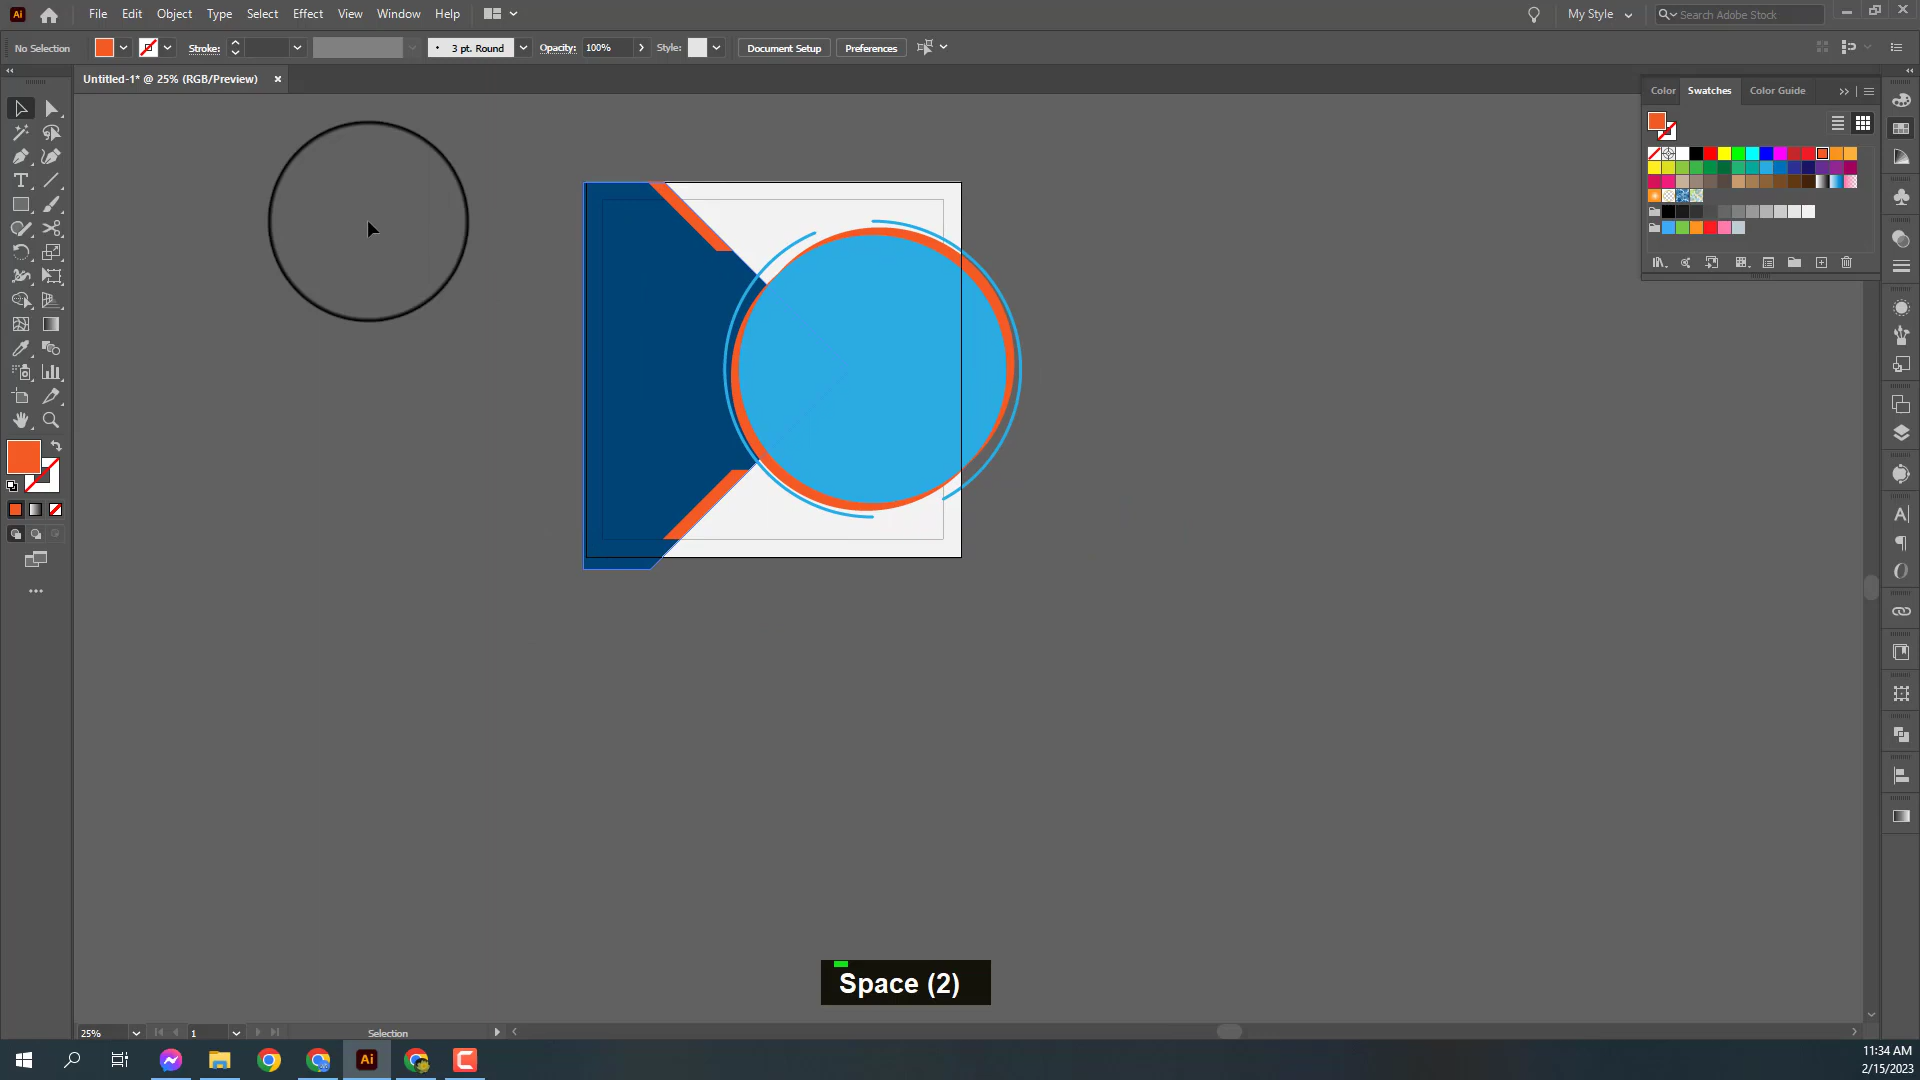 Ai File Edit Object Type Select Effect View Window Help My Style Search Adobe Stock
No Selection Stroke: 3 pt. Round Opacity: 100% Style: Document Setup Preferences
Untitled-1* @ 25% (RGB/Preview)
Color Swatches Color Guide
Space (2)
25% 1 Selection
Ai
11:34 AM
2/15/2023